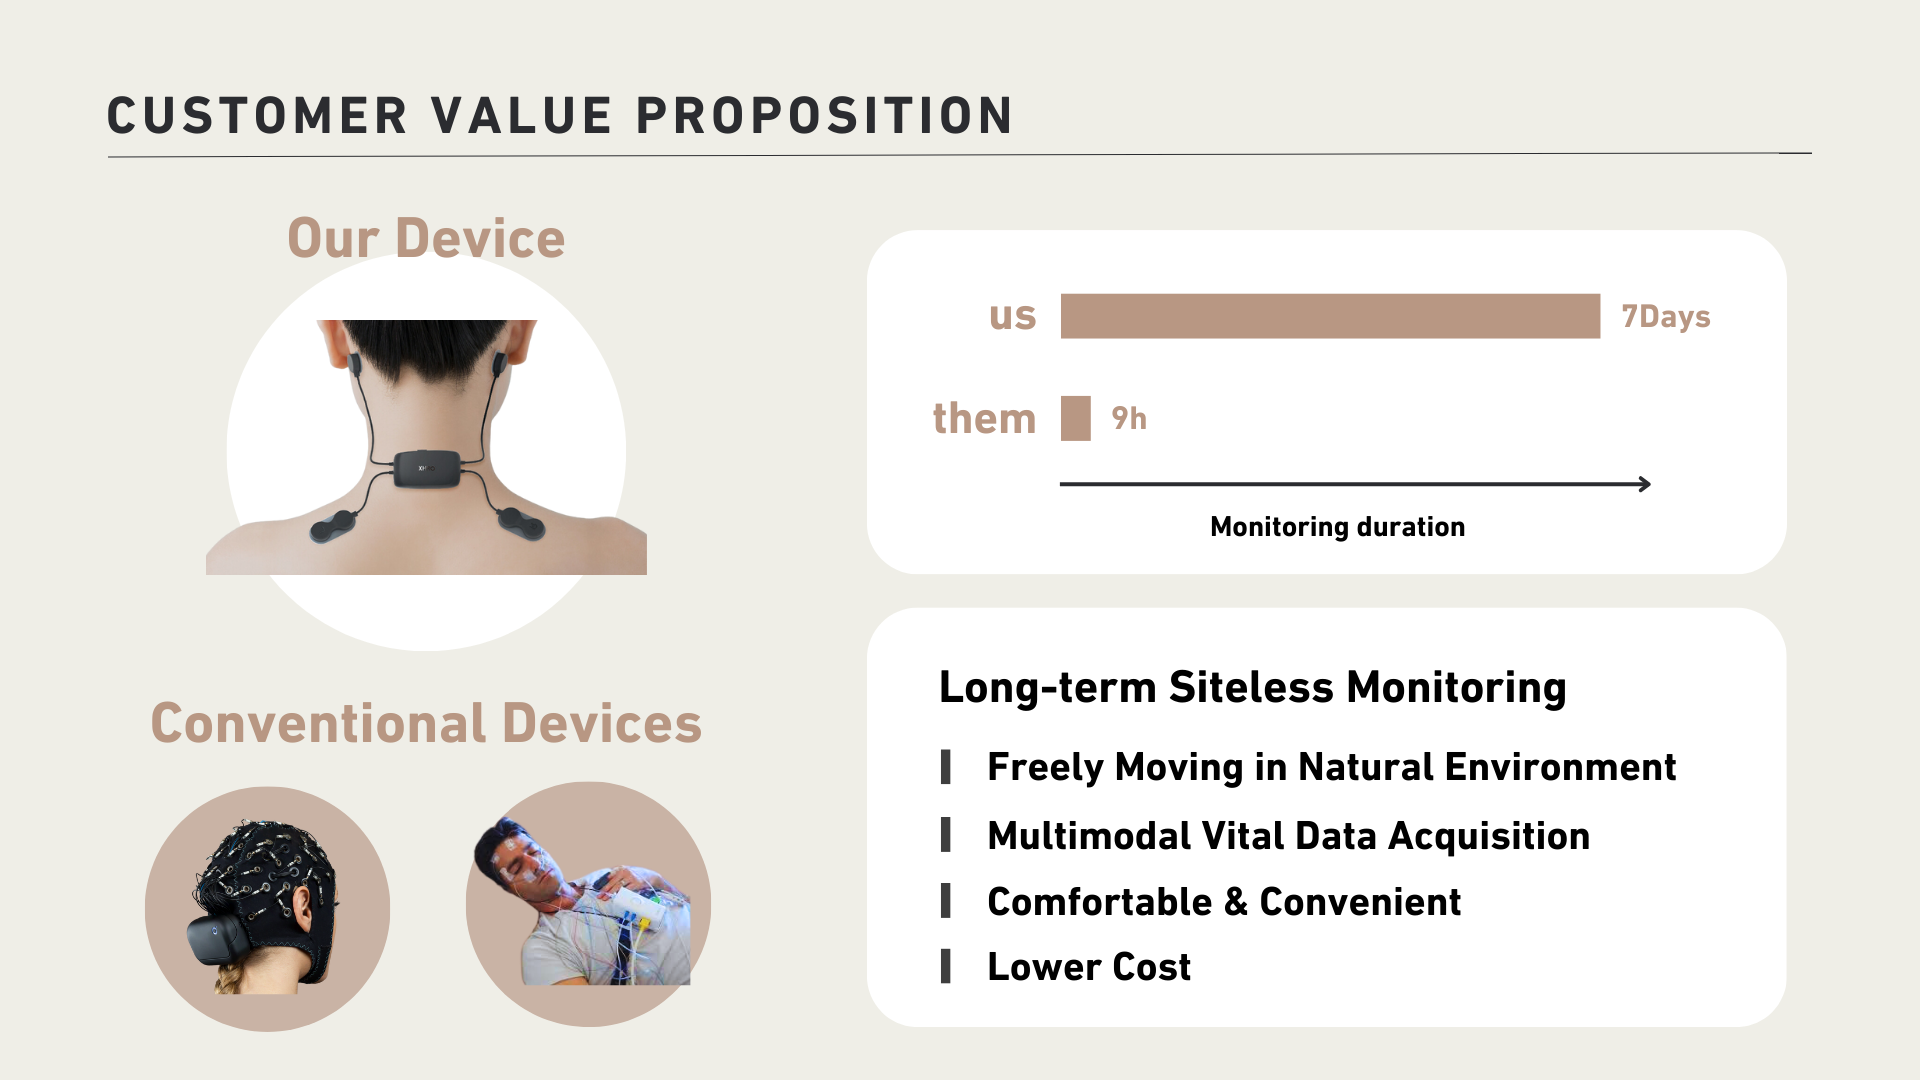 CUSTOMER VALUE PROPOSITION
Our Device
us
7Days
them
9h
Monitoring duration
Conventional Devices
Long-term Siteless Monitoring
Freely Moving in Natural Environment
Multimodal Vital Data Acquisition
Comfortable & Convenient
Lower Cost